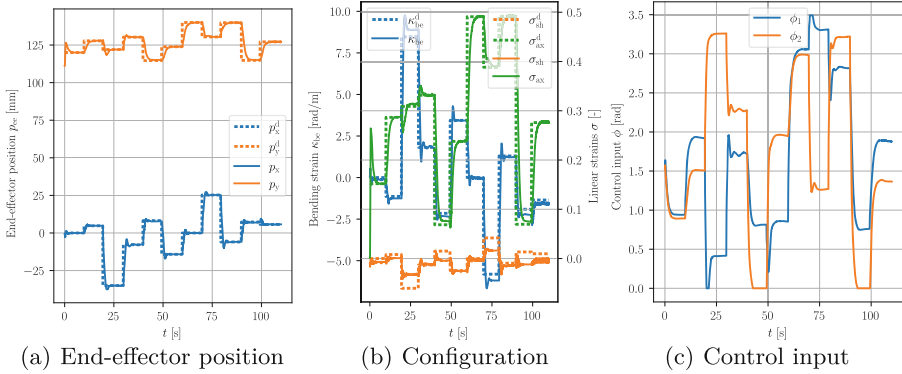 125
100
75
50
25
0
−25
0
25
50
75
100
t [s]
End-effector position p_ee [mm]
p_x^d
p_y^d
p_x
p_y
(a) End-effector position
10.0
7.5
5.0
2.5
0.0
−2.5
−5.0
0
25
50
75
100
t [s]
Bending strain κ_be [rad/m]
κ_be^d
κ_be
σ_sh^d
σ_ax^d
σ_sh
σ_ax
0.5
0.4
0.3
0.2
0.1
0.0
Linear strains σ [-]
(b) Configuration
3.5
3.0
2.5
2.0
1.5
1.0
0.5
0.0
0
25
50
75
100
t [s]
Control input ϕ [rad]
ϕ_1
ϕ_2
(c) Control input